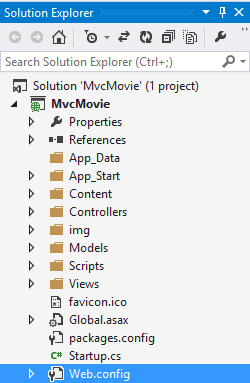 Solution Explorer
Search Solution Explorer (Ctrl+;)
Solution 'MvcMovie' (1 project)
MvcMovie
Properties
References
App_Data
App_Start
Content
Controllers
img
Models
Scripts
Views
favicon.ico
Global.asax
packages.config
C# Startup.cs
Web.config